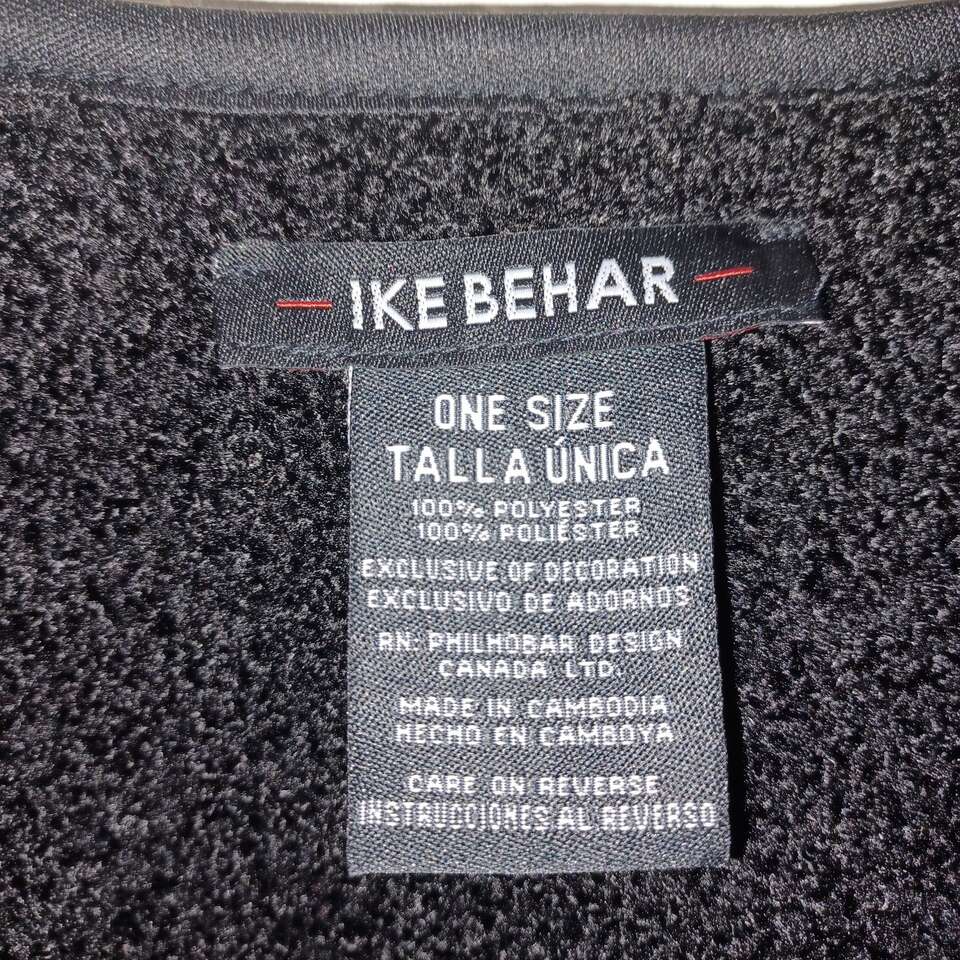 IKE BEHAR
ONE SIZE
TALLA ÚNICA
100% POLYESTER
100% POLIÉSTER
EXCLUSIVE OF DECORATION
EXCLUSIVO DE ADORNOS
RN: PHILHOBAR DESIGN
CANADA LTD.
MADE IN CAMBODIA
HECHO EN CAMBOYA
CARE ON REVERSE
INSTRUCCIONES AL REVERSO